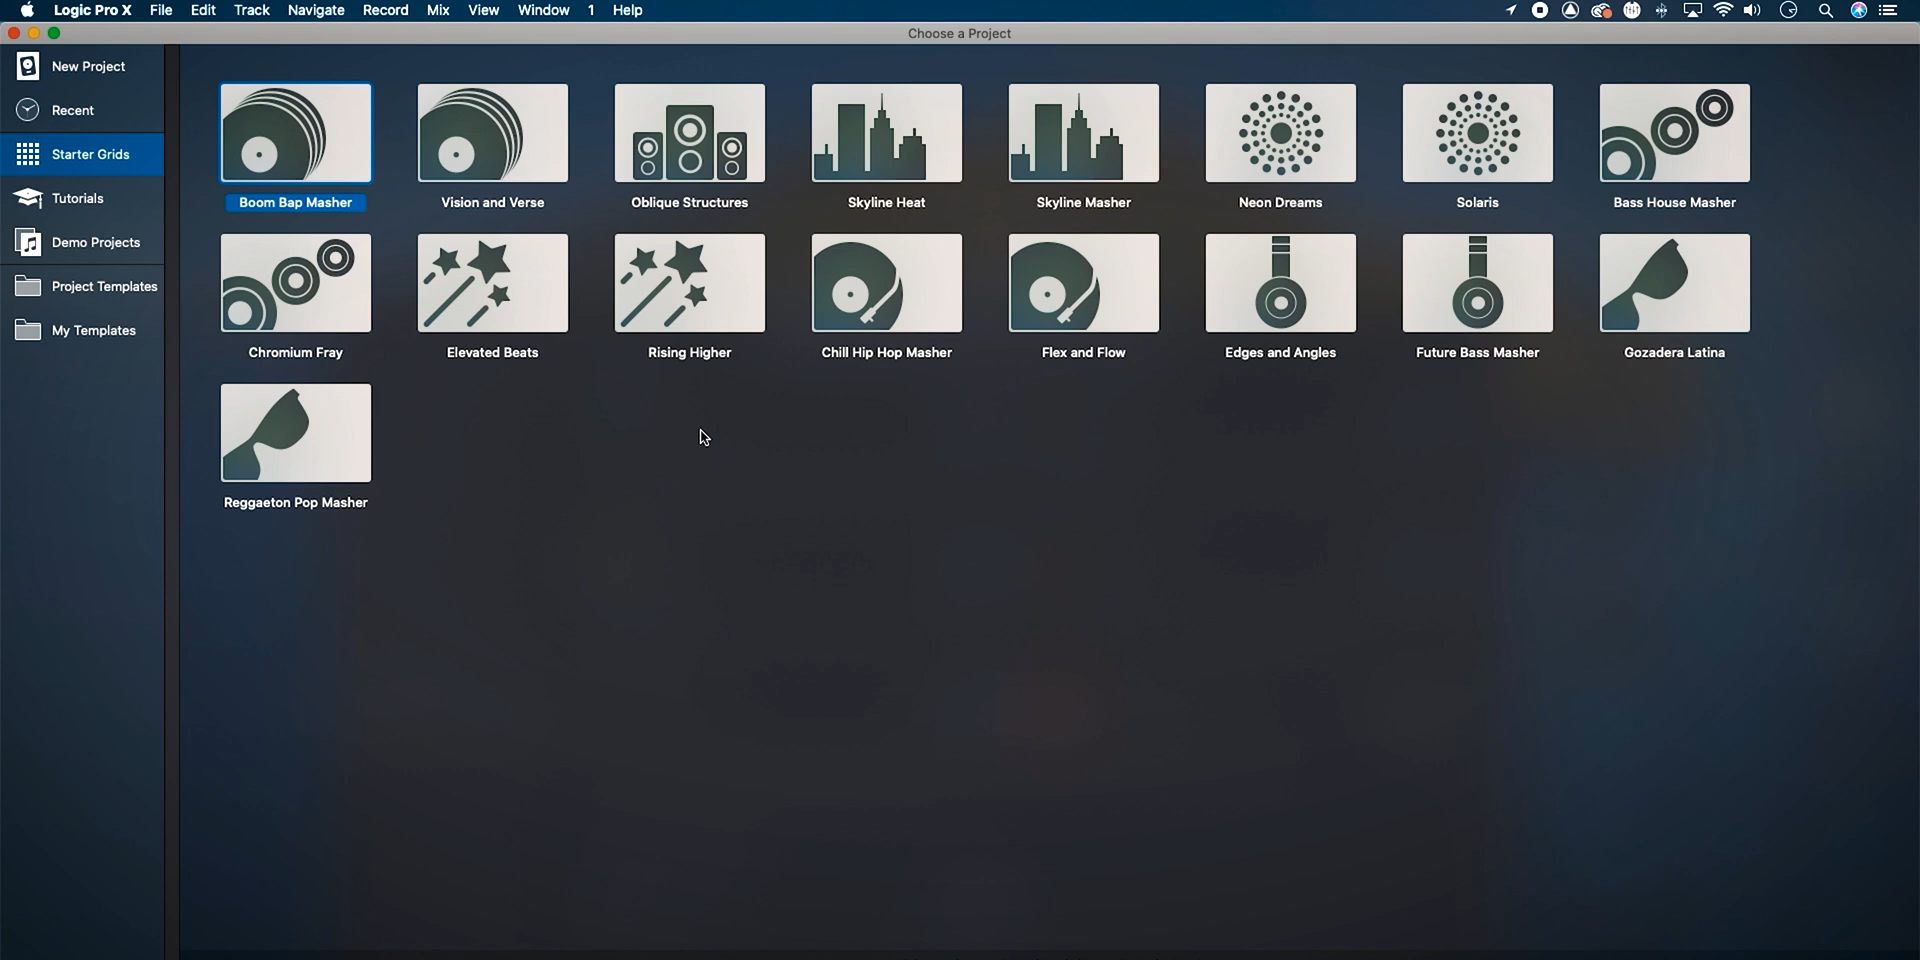 Logic Pro X File Edit Track Navigate Record Mix View Window 1 Help
Choose a Project
New Project
Recent
Starter Grids
Tutorials
Demo Projects
Project Templates
My Templates
Boom Bap Masher
Vision and Verse
Oblique Structures
Skyline Heat
Skyline Masher
Neon Dreams
Solaris
Bass House Masher
Chromium Fray
Elevated Beats
Rising Higher
Chill Hip Hop Masher
Flex and Flow
Edges and Angles
Future Bass Masher
Gozadera Latina
Reggaeton Pop Masher